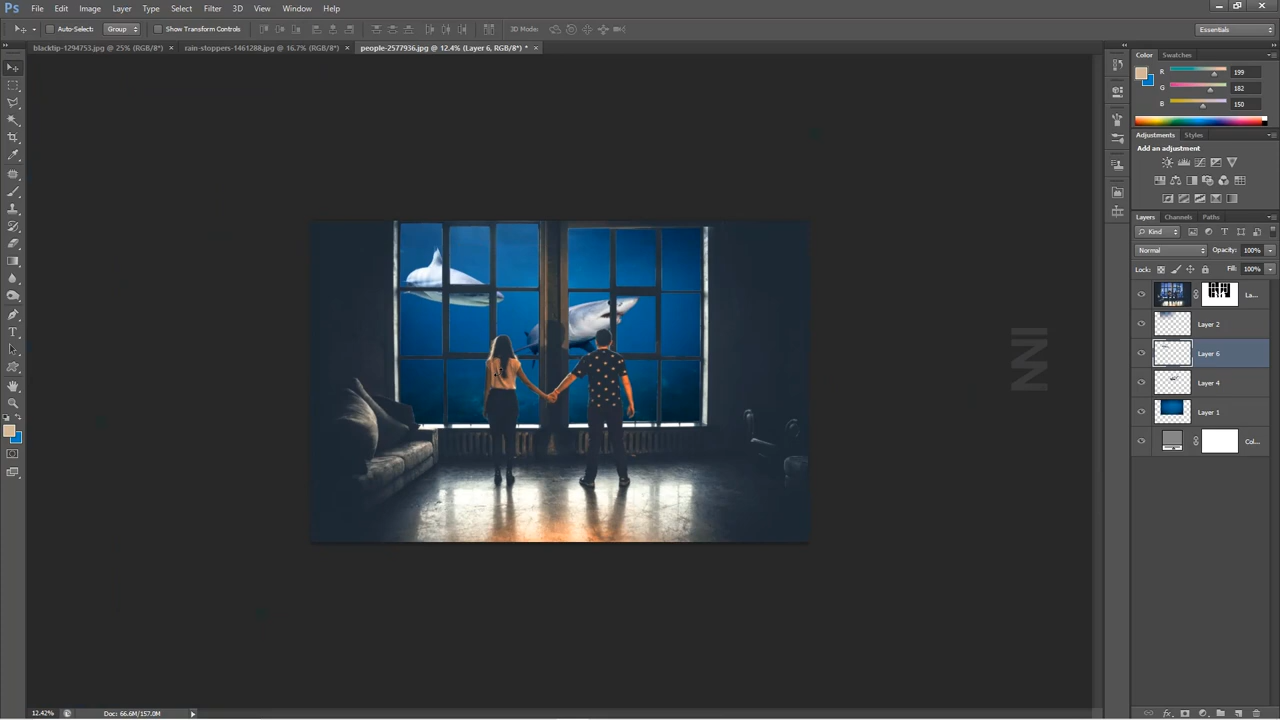 Ps File Edit Image Layer Type Select Filter 3D View Window Help
Auto-Select: Group Show Transform Controls 3D Mode: Essentials
blacktip-1294753.jpg @ 25% (RGB/8*) × rain-stoppers-1461288.jpg @ 16.7% (RGB/8*) × people-2577936.jpg @ 12.4% (Layer 6, RGB/8*) * ×
Color Swatches
R 199
G 182
B 150
Adjustments Styles
Add an adjustment
Layers Channels Paths
Kind
Normal Opacity: 100%
Lock: Fill: 100%
La...
Layer 2
Layer 6
Layer 4
Layer 1
Col...
INNI
12.42% Doc: 66.6M/157.0M